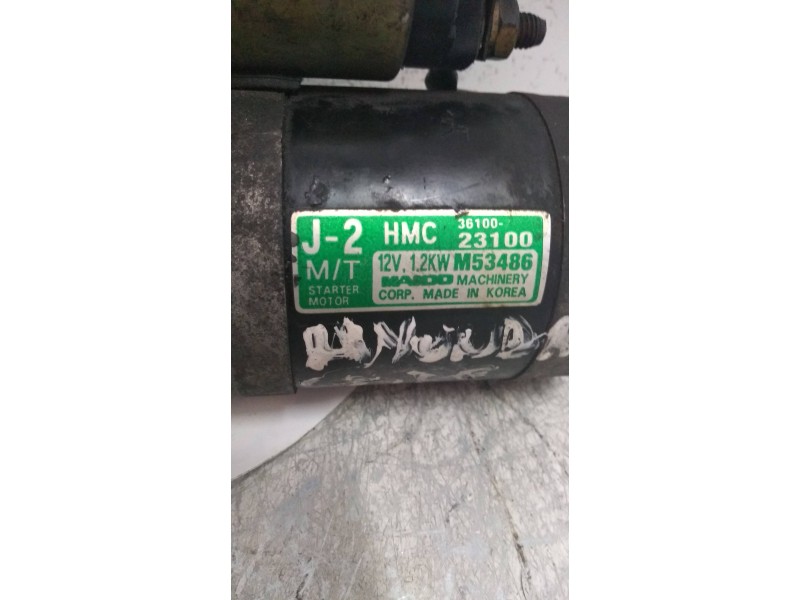 J-2 HMC 36100-
23100
M/T 12V. 1.2KW M53486
STARTER MANDO MACHINERY
MOTOR CORP. MADE IN KOREA